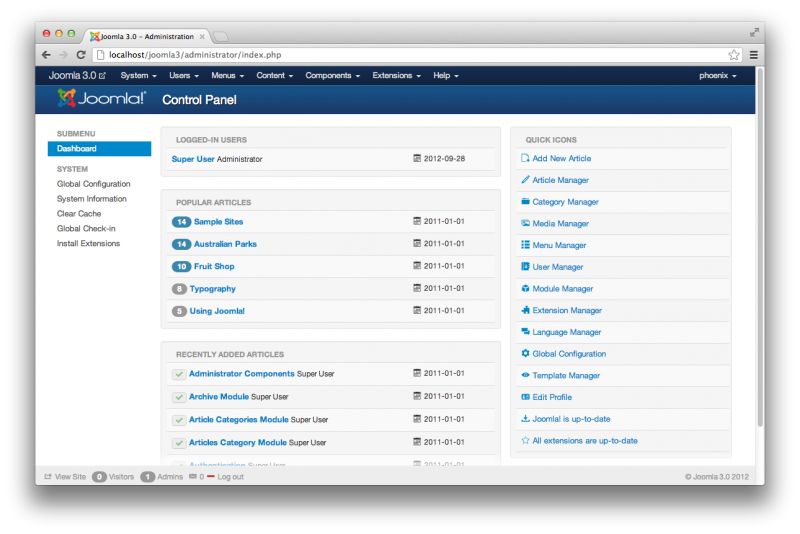 Joomla 3.0 - Administration
localhost/joomla3/administrator/index.php
Joomla 3.0 System Users Menus Content Components Extensions Help phoenix
Joomla!® Control Panel
SUBMENU
Dashboard
SYSTEM
Global Configuration
System Information
Clear Cache
Global Check-in
Install Extensions
LOGGED-IN USERS
Super User Administrator 2012-09-28
POPULAR ARTICLES
14 Sample Sites 2011-01-01
14 Australian Parks 2011-01-01
10 Fruit Shop 2011-01-01
8 Typography 2011-01-01
5 Using Joomla! 2011-01-01
RECENTLY ADDED ARTICLES
Administrator Components Super User 2011-01-01
Archive Module Super User 2011-01-01
Article Categories Module Super User 2011-01-01
Articles Category Module Super User 2011-01-01
Authentication Super User 2011-01-01
QUICK ICONS
Add New Article
Article Manager
Category Manager
Media Manager
Menu Manager
User Manager
Module Manager
Extension Manager
Language Manager
Global Configuration
Template Manager
Edit Profile
Joomla! is up-to-date
All extensions are up-to-date
View Site 0 Visitors 1 Admins 0 Log out © Joomla 3.0 2012